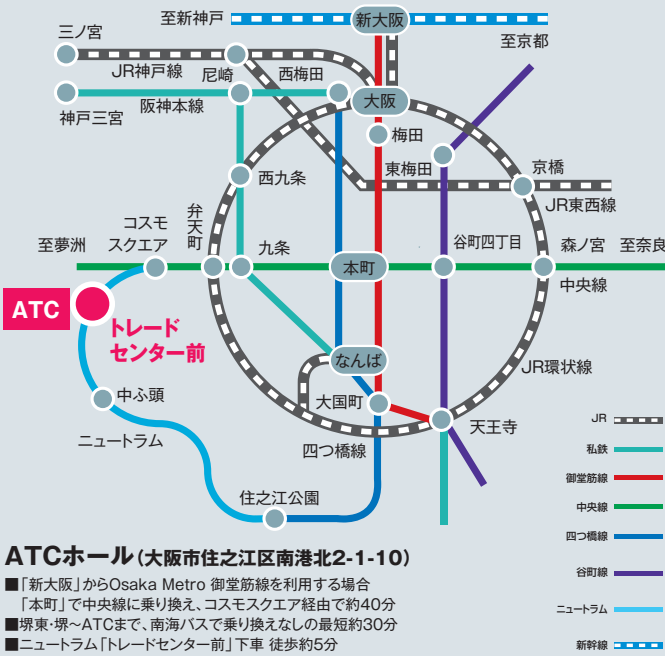 至新神戸
新大阪
三ノ宮
至京都
JR神戸線
尼崎
西梅田
大阪
神戸三宮
阪神本線
梅田
東梅田
京橋
西九条
JR東西線
コスモ
スクエア
弁天町
至夢洲
九条
谷町四丁目
森ノ宮
至奈良
本町
中央線
ATC
トレード
センター前
なんば
JR環状線
中ふ頭
大国町
天王寺
ニュートラム
四つ橋線
住之江公園
JR
私鉄
御堂筋線
中央線
四つ橋線
谷町線
ニュートラム
新幹線
ATCホール(大阪市住之江区南港北2-1-10)
■「新大阪」からOsaka Metro 御堂筋線を利用する場合
「本町」で中央線に乗り換え、コスモスクエア経由で約40分
■堺東・堺〜ATCまで、南海バスで乗り換えなしの最短約30分
■ニュートラム「トレードセンター前」下車 徒歩約5分